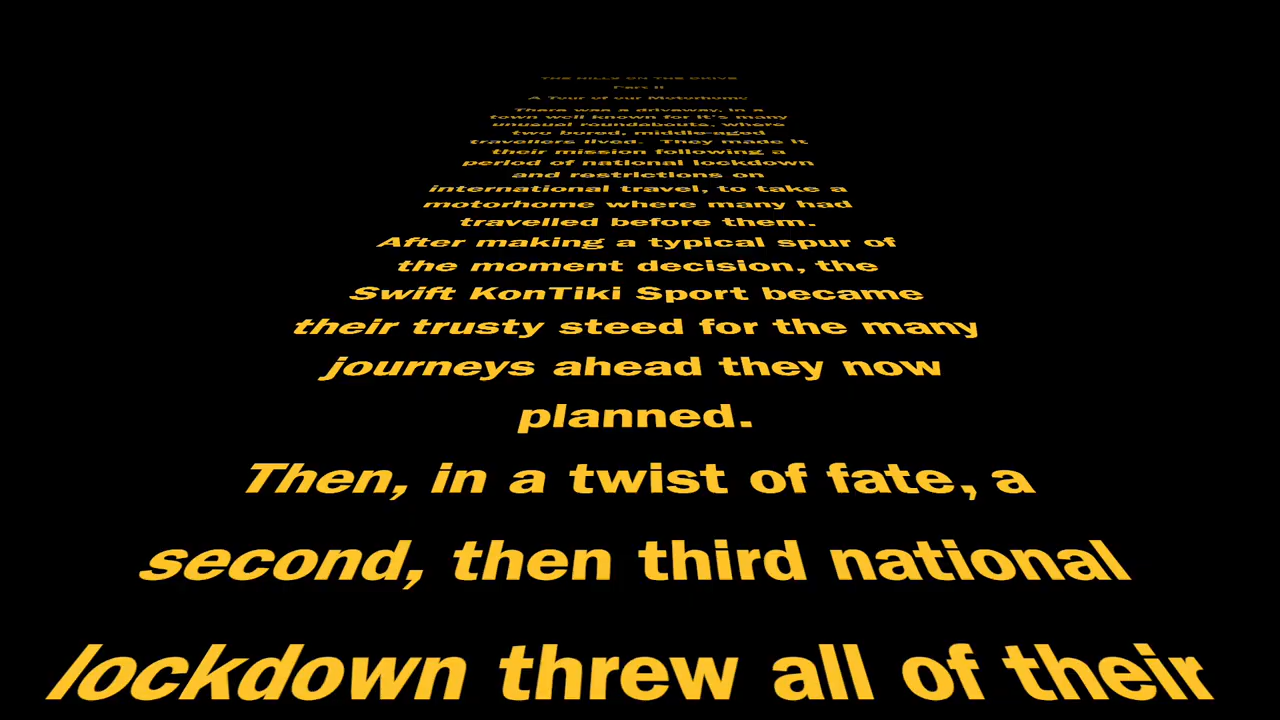 THE HILLS ON THE DRIVE
Part II
A Tour of our Motorhome
There was a driveway, in a
town well known for it's many
unusual roundabouts, where
two bored, middle-aged
travellers lived. They made it
their mission following a
period of national lockdown
and restrictions on
international travel, to take a
motorhome where many had
travelled before them.
After making a typical spur of
the moment decision, the
Swift KonTiki Sport became
their trusty steed for the many
journeys ahead they now
planned.
Then, in a twist of fate, a
second, then third national
lockdown threw all of their